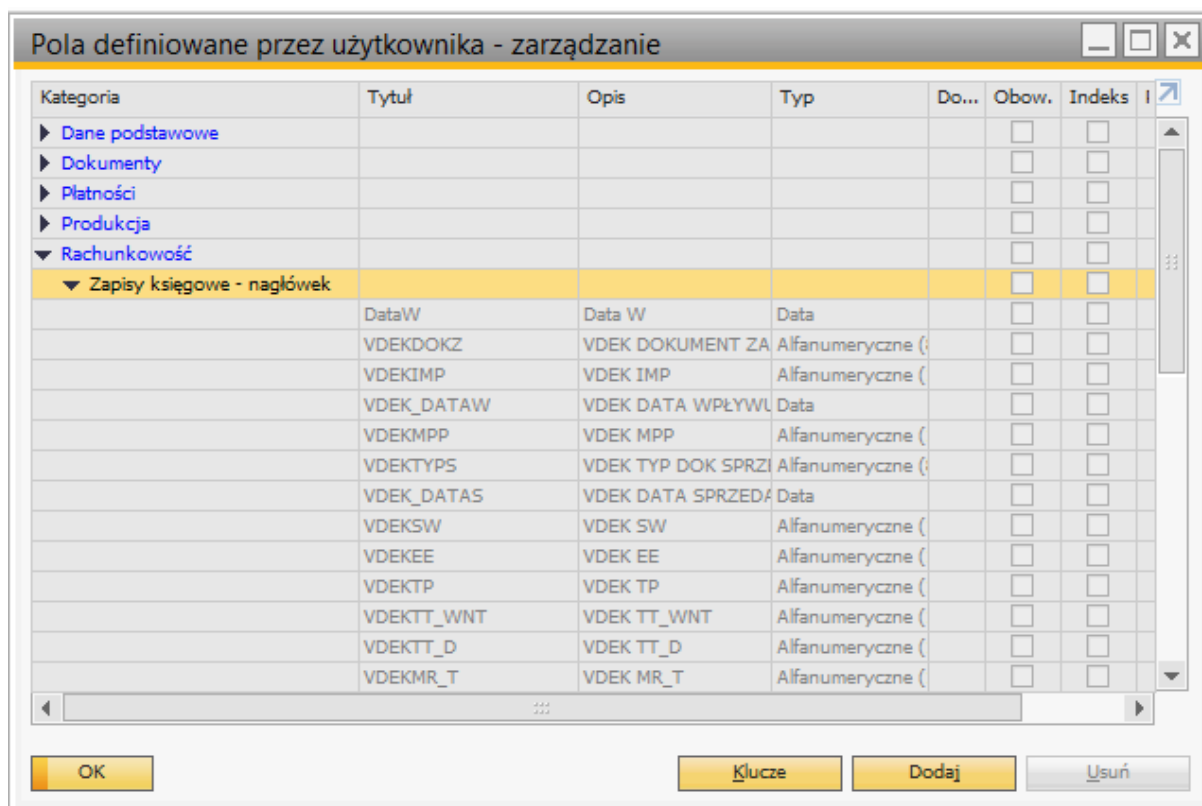 Pola definiowane przez użytkownika - zarządzanie
Kategoria Tytuł Opis Typ Do... Obow. Indeks
Dane podstawowe
Dokumenty
Płatności
Produkcja
Rachunkowość
Zapisy księgowe - nagłówek
DataW Data W Data
VDEKDOKZ VDEK DOKUMENT ZA Alfanumeryczne (
VDEKIMP VDEK IMP Alfanumeryczne (
VDEK_DATAW VDEK DATA WPŁYWU Data
VDEKMPP VDEK MPP Alfanumeryczne (
VDEKTYPS VDEK TYP DOK SPRZE Alfanumeryczne (
VDEK_DATAS VDEK DATA SPRZEDA Data
VDEKSW VDEK SW Alfanumeryczne (
VDEKEE VDEK EE Alfanumeryczne (
VDEKTP VDEK TP Alfanumeryczne (
VDEKTT_WNT VDEK TT_WNT Alfanumeryczne (
VDEKTT_D VDEK TT_D Alfanumeryczne (
VDEKMR_T VDEK MR_T Alfanumeryczne (
OK Klucze Dodaj Usuń